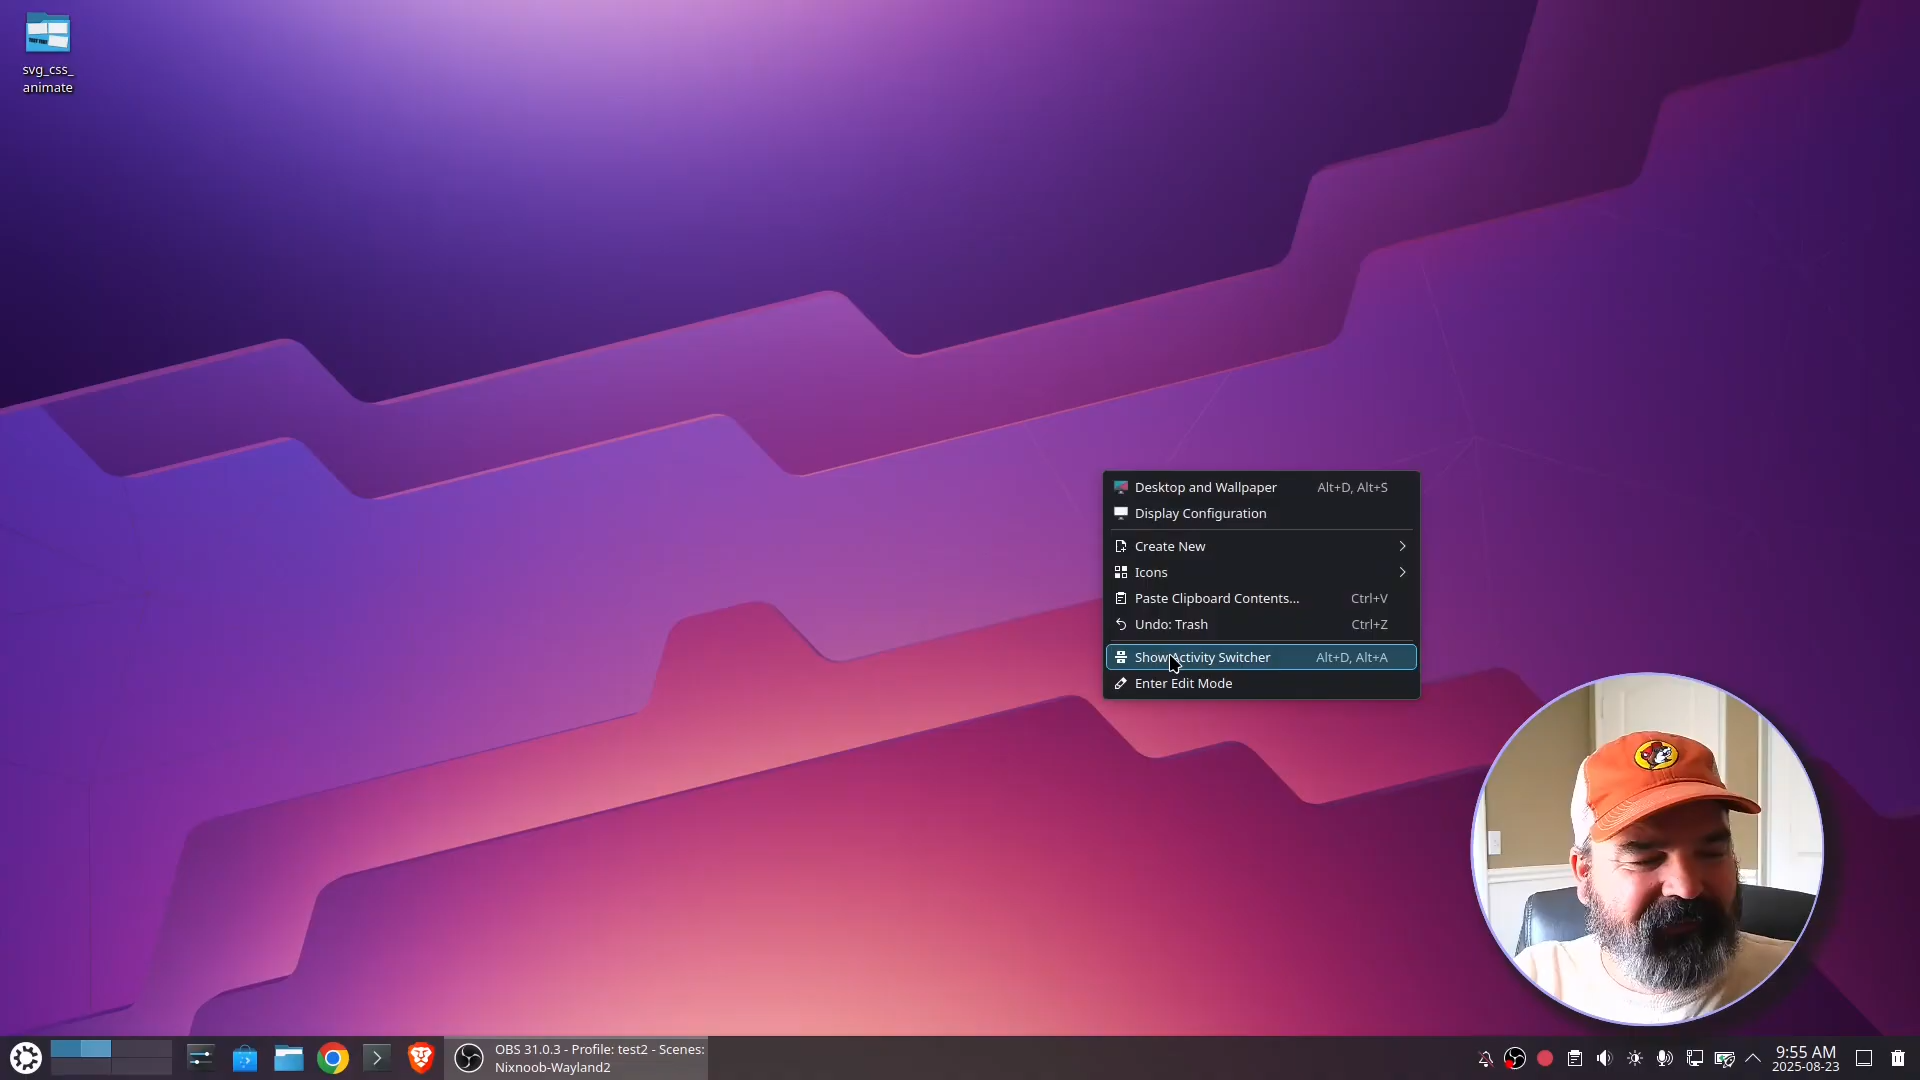 svg_css_
animate
Desktop and Wallpaper Alt+D, Alt+S
Display Configuration
Create New
Icons
Paste Clipboard Contents... Ctrl+V
Undo: Trash Ctrl+Z
Show Activity Switcher Alt+D, Alt+A
Enter Edit Mode
OBS 31.0.3 - Profile: test2 - Scenes:
Nixnoob-Wayland2
9:55 AM
2025-08-23